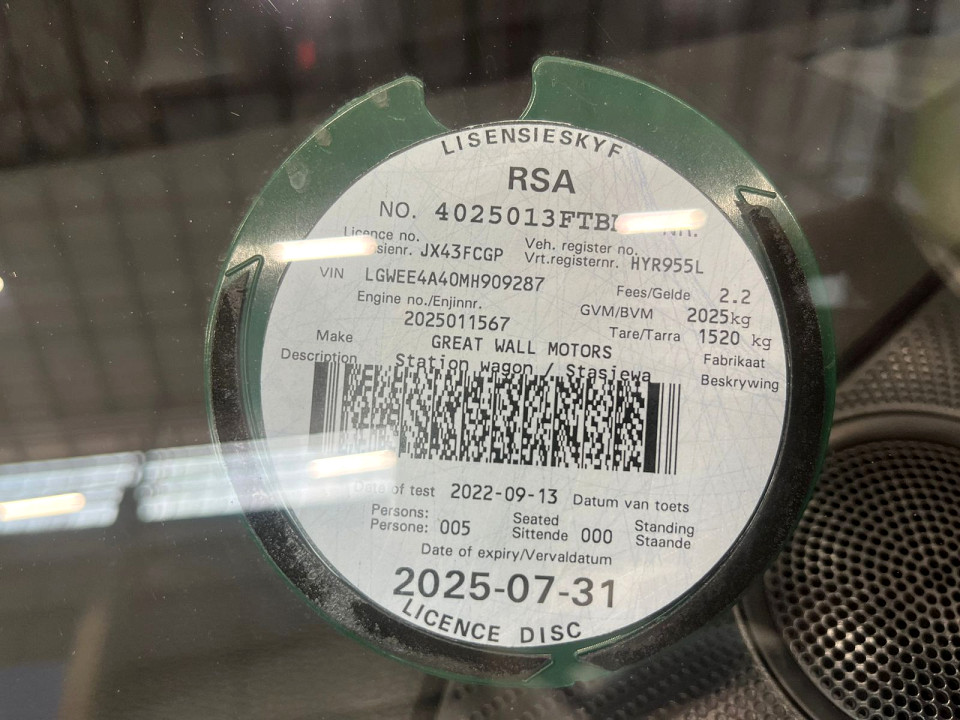 LISENSIESKYF
RSA
NO. 4025013FTB NR.
Licence no. Veh. register no.
sienr. JX43FCGP Vrt.registernr. HYR955L
VIN LGWEE4A40MH909287
Fees/Gelde 2.2
Engine no./Enjinnr. GVM/BVM 2025kg
2025011567 Tare/Tarra 1520 kg
Make GREAT WALL MOTORS Fabrikaat
Description Station wagon / Stasiewa Beskrywing
Date of test 2022-09-13 Datum van toets
Persons: Seated Standing
Persone: 005 Sittende 000 Staande
Date of expiry/Vervaldatum
2025-07-31
LICENCE DISC